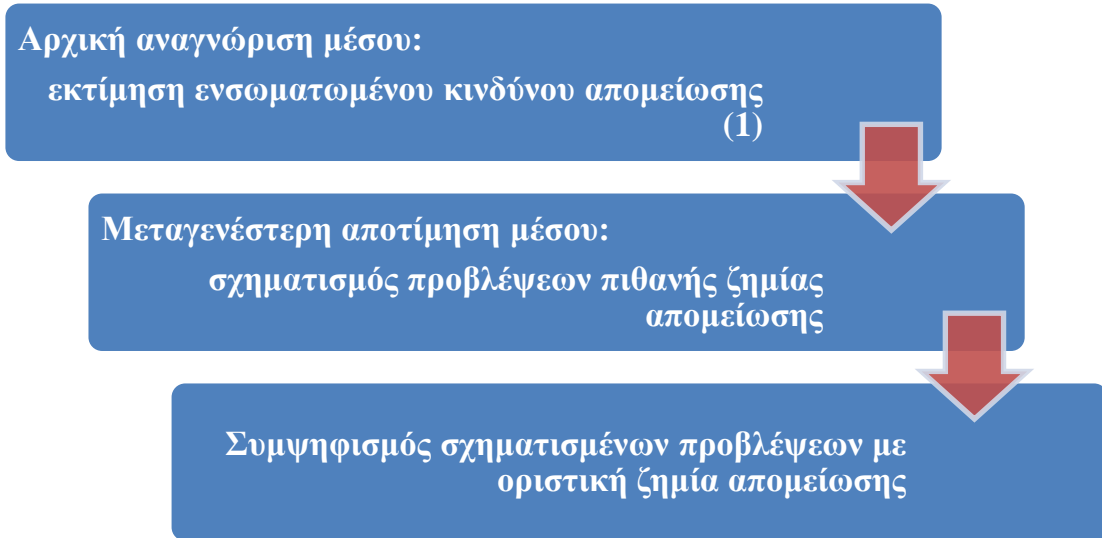 Αρχική αναγνώριση μέσου:
εκτίμηση ενσωματωμένου κινδύνου απομείωσης
(1)
Μεταγενέστερη αποτίμηση μέσου:
σχηματισμός προβλέψεων πιθανής ζημίας
απομείωσης
Συμψηφισμός σχηματισμένων προβλέψεων με
οριστική ζημία απομείωσης